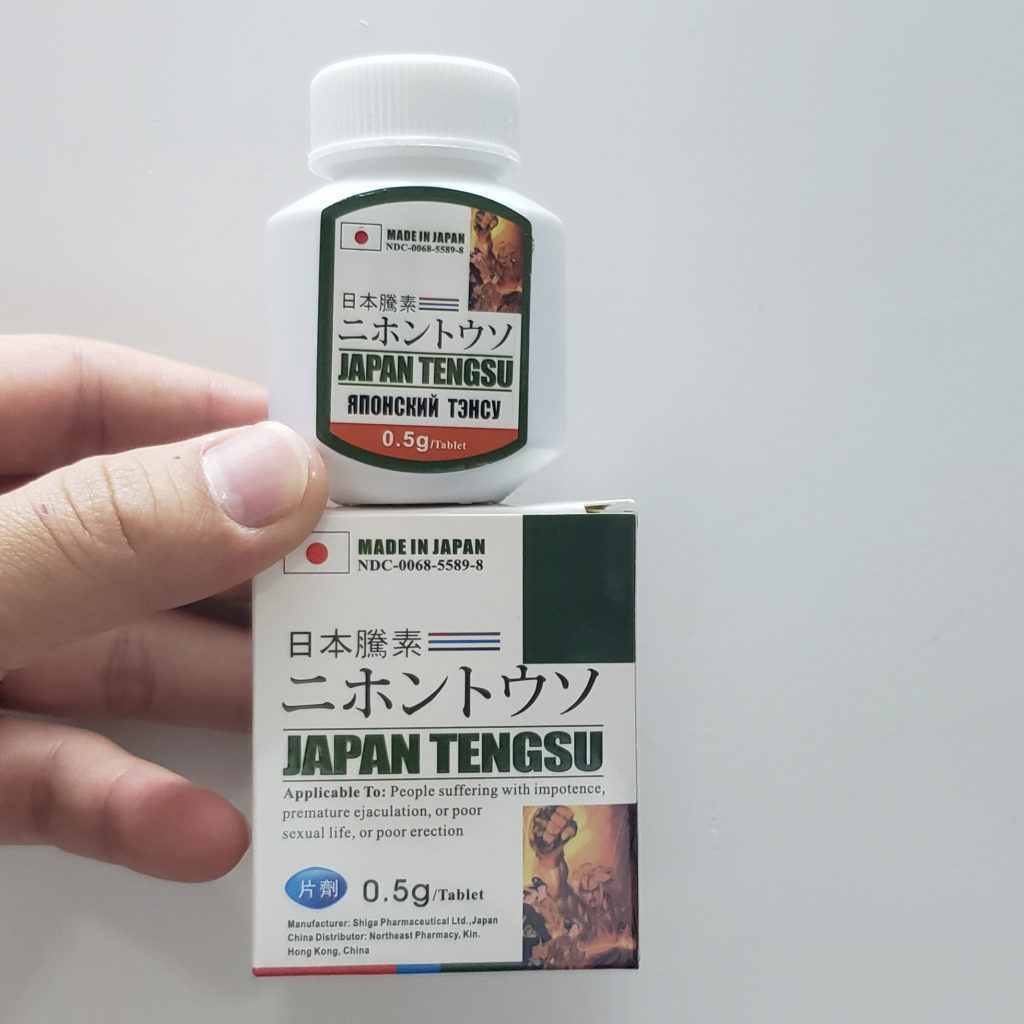 MADE IN JAPAN
NDC-0068-5589-8
日本騰素
ニホントウソ
JAPAN TENGSU
ЯПОНСКИЙ ТЭНСУ
0.5g/Tablet
MADE IN JAPAN
NDC-0068-5589-8
日本騰素
ニホントウソ
JAPAN TENGSU
Applicable To: People suffering with impotence,
premature ejaculation, or poor
sexual life, or poor erection
片劑 0.5g/Tablet
Manufacturer: Shiga Pharmaceutical Ltd.,Japan
China Distributor: Northeast Pharmacy, Kin.
Hong Kong, China